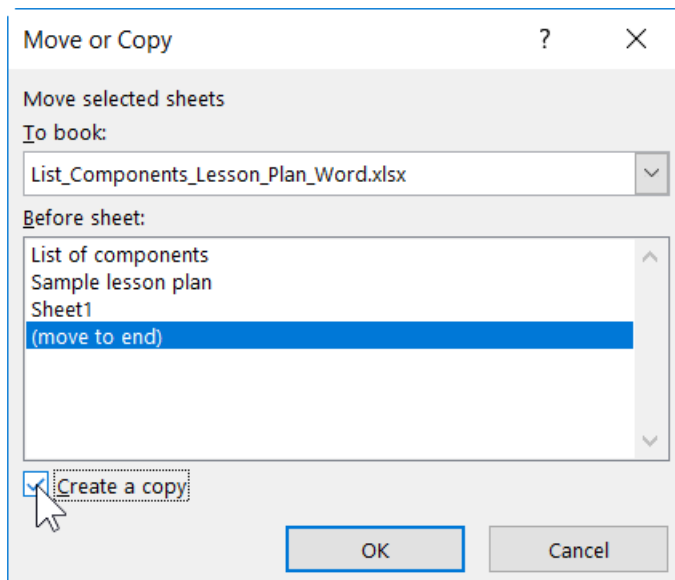 Move or Copy ?
Move selected sheets
To book:
List_Components_Lesson_Plan_Word.xlsx
Before sheet:
List of components
Sample lesson plan
Sheet1
(move to end)
Create a copy
OK Cancel